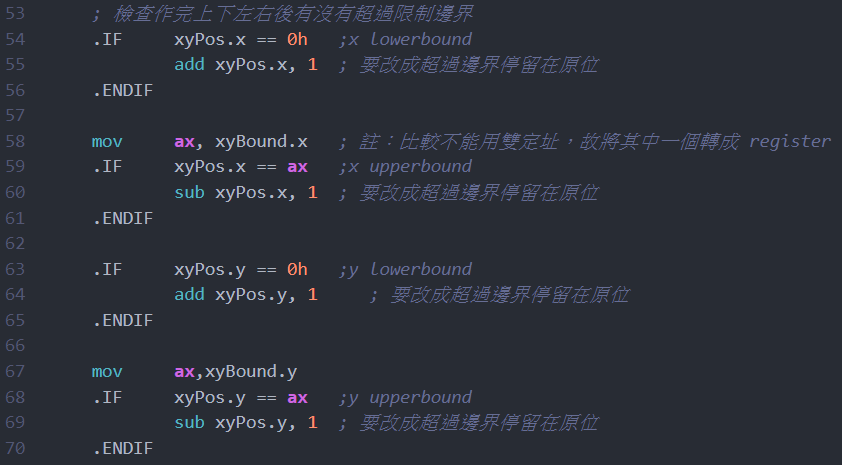 53 ; 檢查作完上下左右後有沒有超過限制邊界
54 .IF xyPos.x == 0h ;x lowerbound
55 add xyPos.x, 1 ; 要改成超過邊界停留在原位
56 .ENDIF
57
58 mov ax, xyBound.x ; 註：比較不能用雙定址，故將其中一個轉成 register
59 .IF xyPos.x == ax ;x upperbound
60 sub xyPos.x, 1 ; 要改成超過邊界停留在原位
61 .ENDIF
62
63 .IF xyPos.y == 0h ;y lowerbound
64 add xyPos.y, 1 ; 要改成超過邊界停留在原位
65 .ENDIF
66
67 mov ax,xyBound.y
68 .IF xyPos.y == ax ;y upperbound
69 sub xyPos.y, 1 ; 要改成超過邊界停留在原位
70 .ENDIF